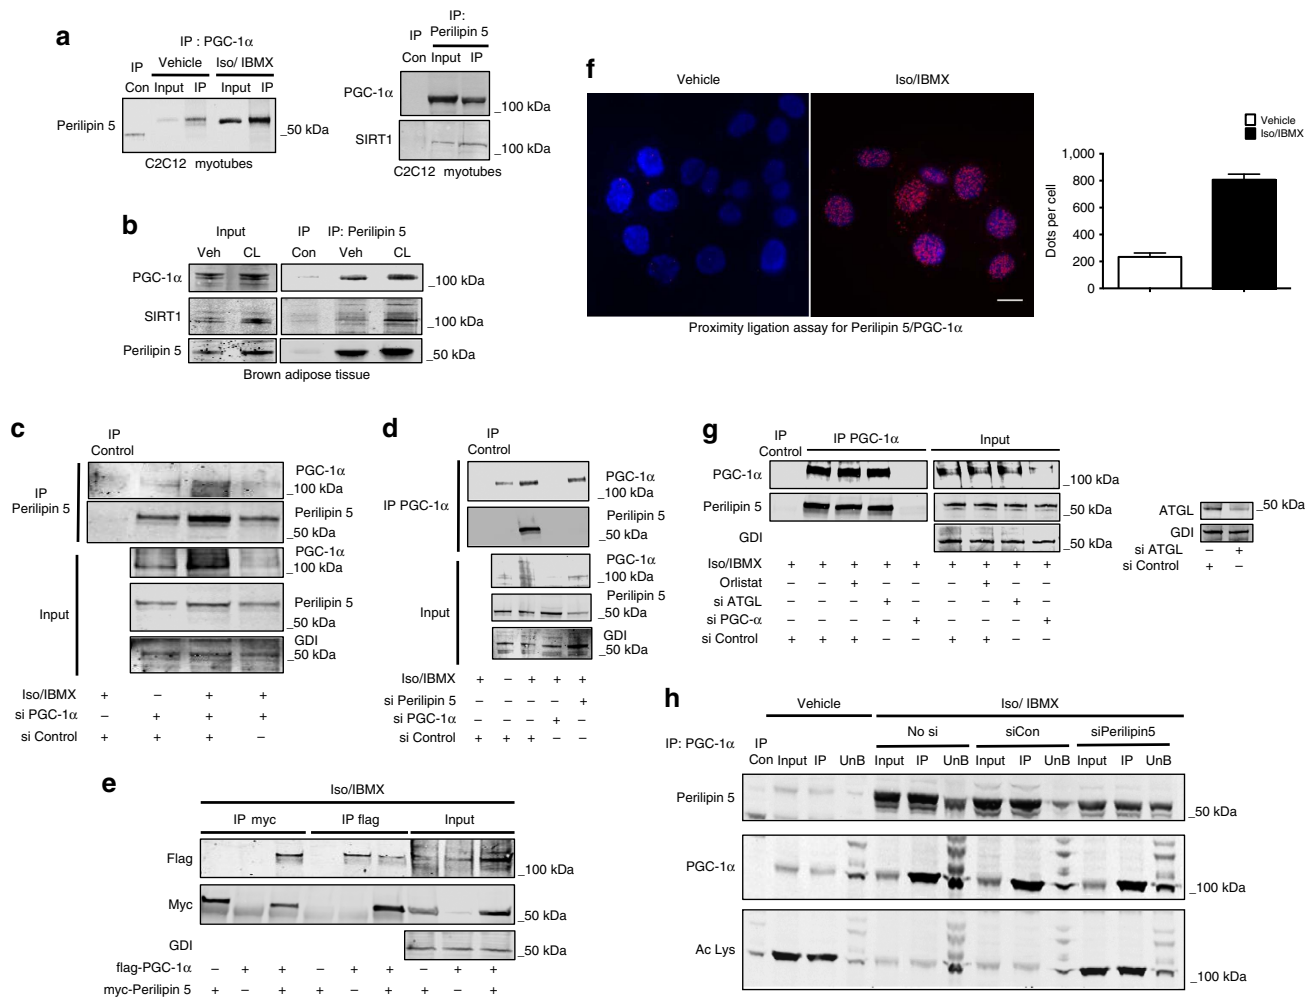 a
IP : PGC-1α
IP Vehicle Iso/ IBMX
Con Input IP Input IP
Perilipin 5
_50 kDa
C2C12 myotubes
IP:
IP Perilipin 5
Con Input IP
PGC-1α
_100 kDa
SIRT1
_100 kDa
C2C12 myotubes
b
Input IP IP: Perilipin 5
Veh CL Con Veh CL
PGC-1α
_100 kDa
SIRT1
_100 kDa
Perilipin 5
_50 kDa
Brown adipose tissue
f
Vehicle Iso/IBMX
Proximity ligation assay for Perilipin 5/PGC-1α
Vehicle
Iso/IBMX
Dots per cell
1,000
800
600
400
200
0
c
IP
Control
IP
Perilipin 5
PGC-1α
_100 kDa
Perilipin 5
_50 kDa
Input
PGC-1α
_100 kDa
Perilipin 5
_50 kDa
GDI
_50 kDa
Iso/IBMX + − + +
si PGC-1α − + + +
si Control + + + −
d
IP
Control
IP PGC-1α
PGC-1α
_100 kDa
Perilipin 5
_50 kDa
Input
PGC-1α
_100 kDa
Perilipin 5
_50 kDa
GDI
_50 kDa
Iso/IBMX + − + + +
si Perilipin 5 − − − − +
si PGC-1α − − − + −
si Control + + + − −
g
IP
Control
IP PGC-1α Input
PGC-1α
_100 kDa
Perilipin 5
_50 kDa
GDI
_50 kDa
Iso/IBMX + + + + + + + + +
Orlistat − − + − − − + − −
si ATGL − − − + − − − + −
si PGC-α − − − − + − − − +
si Control + + + − − + + − −
ATGL
_50 kDa
GDI
si ATGL − +
si Control + −
e
Iso/IBMX
IP myc IP flag Input
Flag
_100 kDa
Myc
_50 kDa
GDI
_50 kDa
flag-PGC-1α − + + − + + − + +
myc-Perilipin 5 + − + + − + + − +
h
Vehicle Iso/ IBMX
IP: PGC-1α IP No si siCon siPerilipin5
Con Input IP UnB Input IP UnB Input IP UnB Input IP UnB
Perilipin 5
_50 kDa
PGC-1α
_100 kDa
Ac Lys
_100 kDa